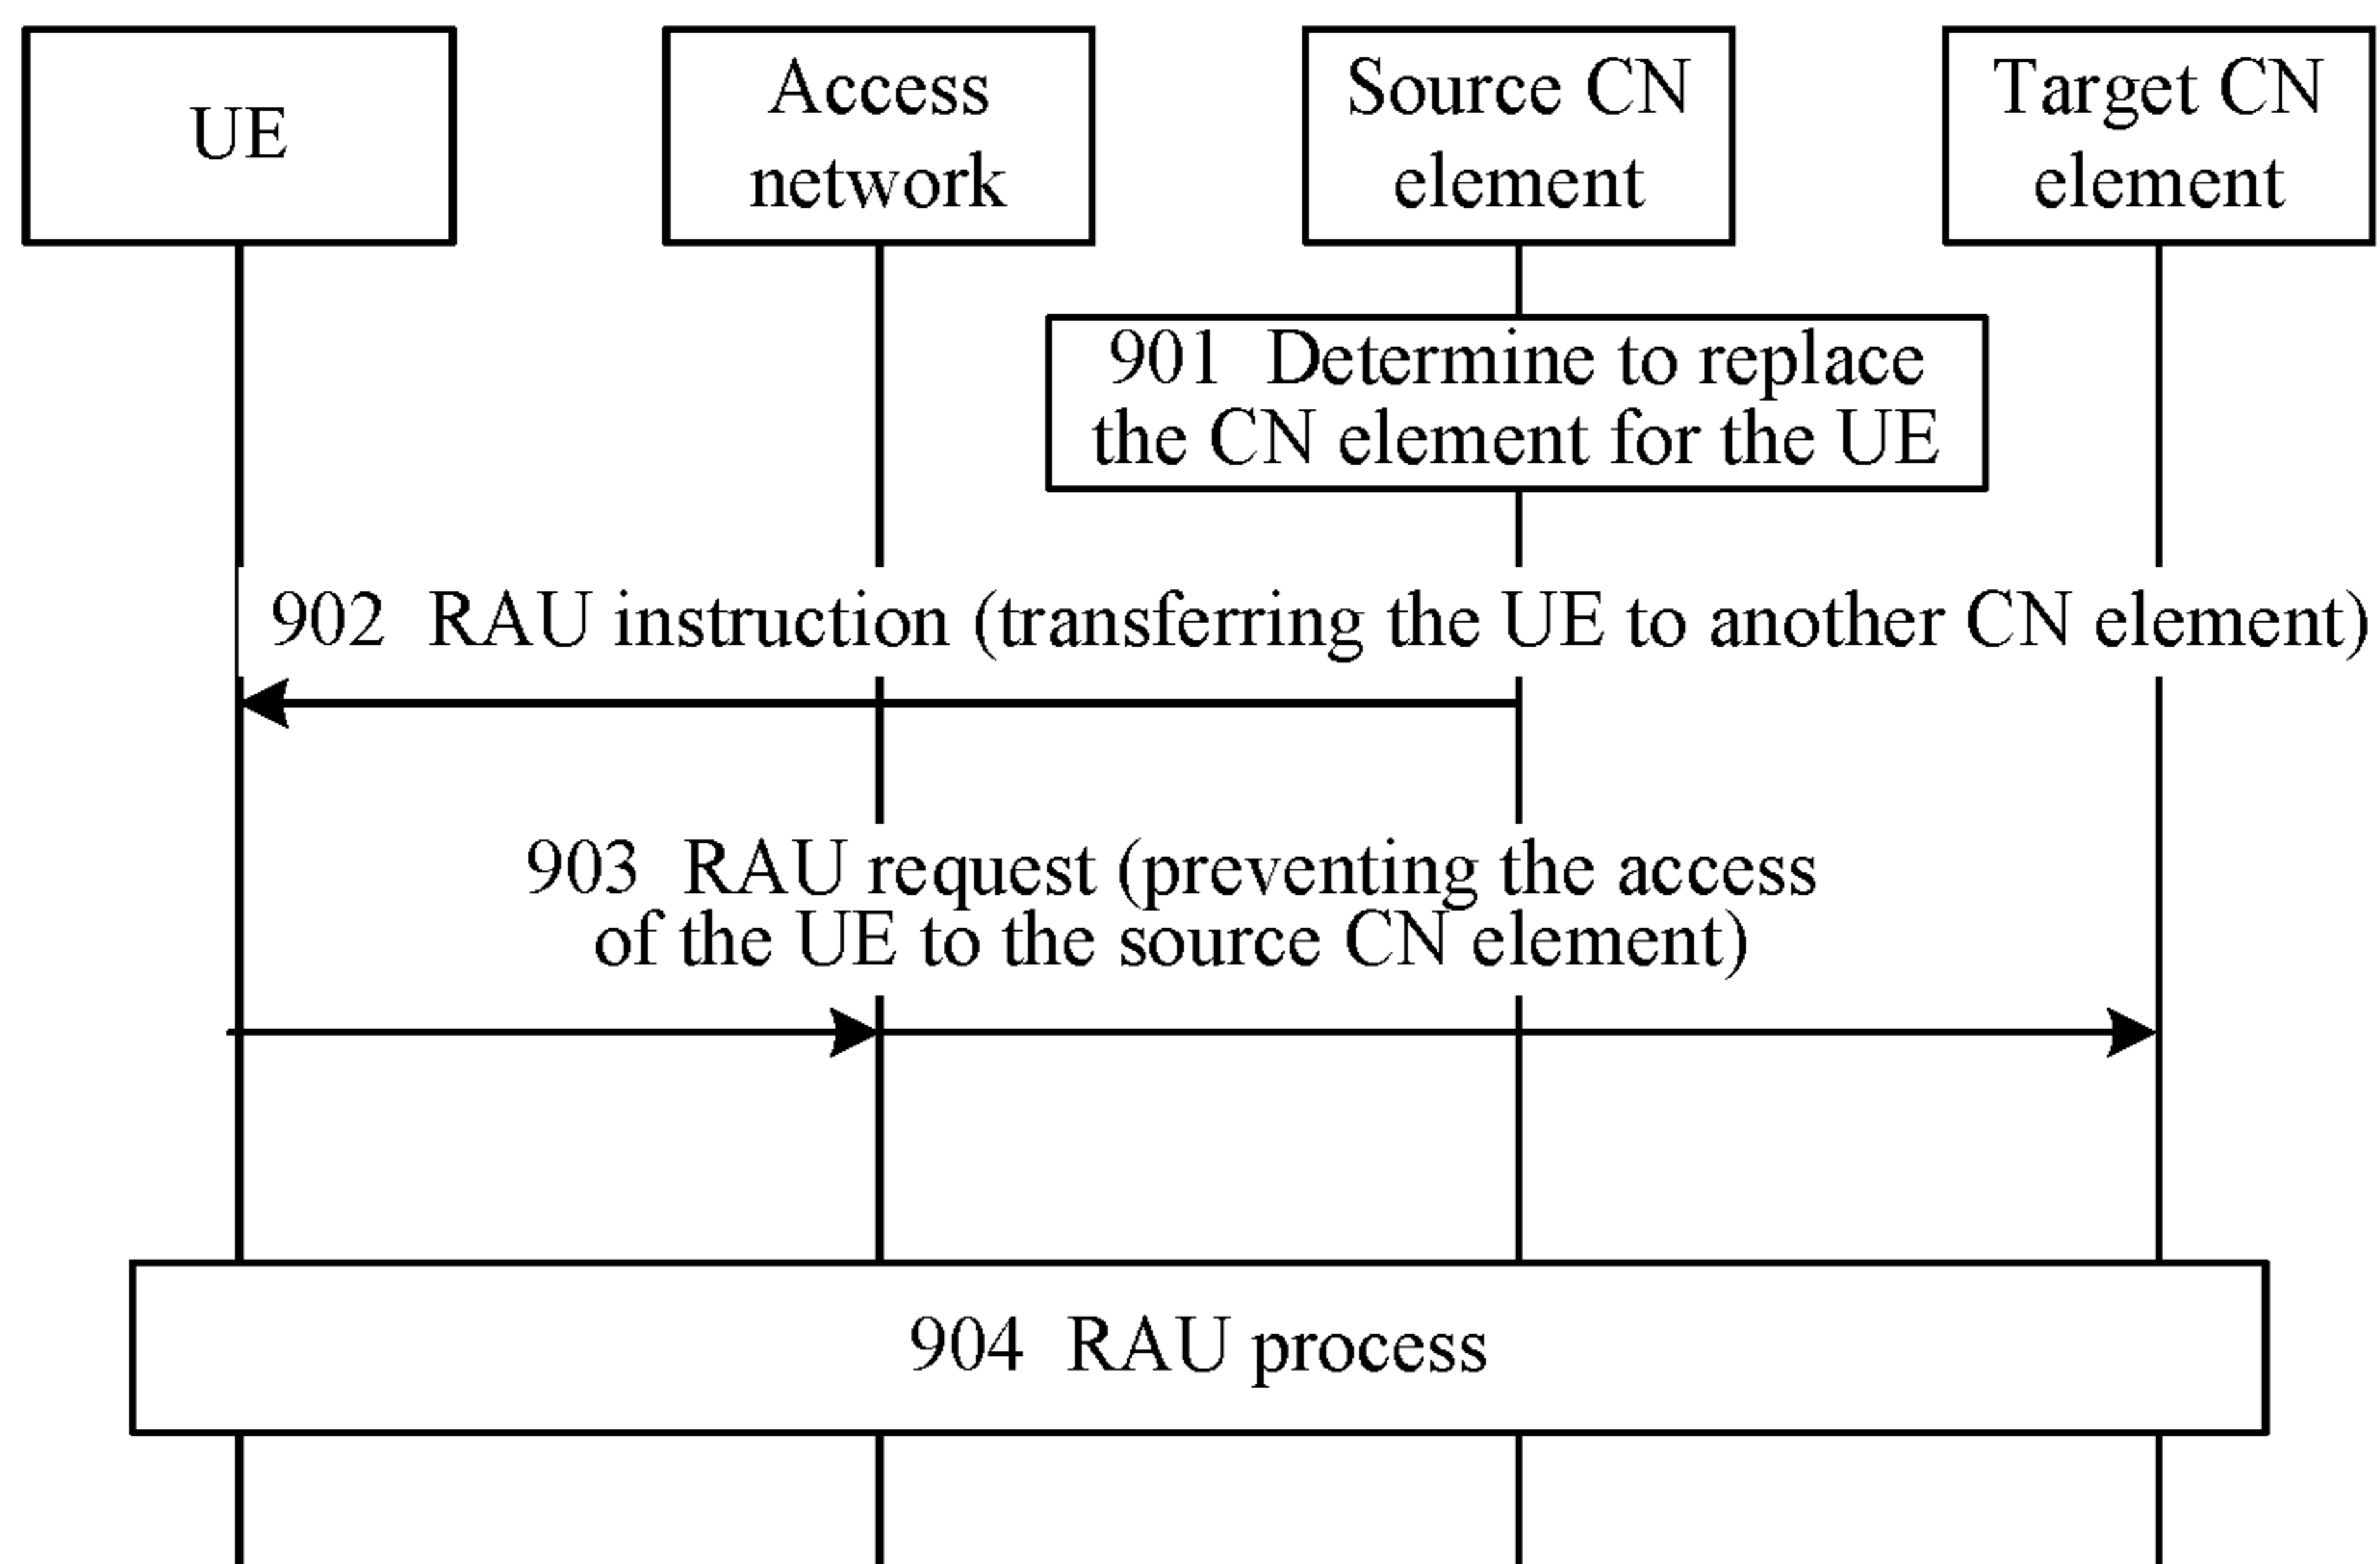 UE
Access
network
Source CN
element
Target CN
element
901 Determine to replace
the CN element for the UE
902 RAU instruction (transferring the UE to another CN element)
903 RAU request (preventing the access
of the UE to the source CN element)
904 RAU process